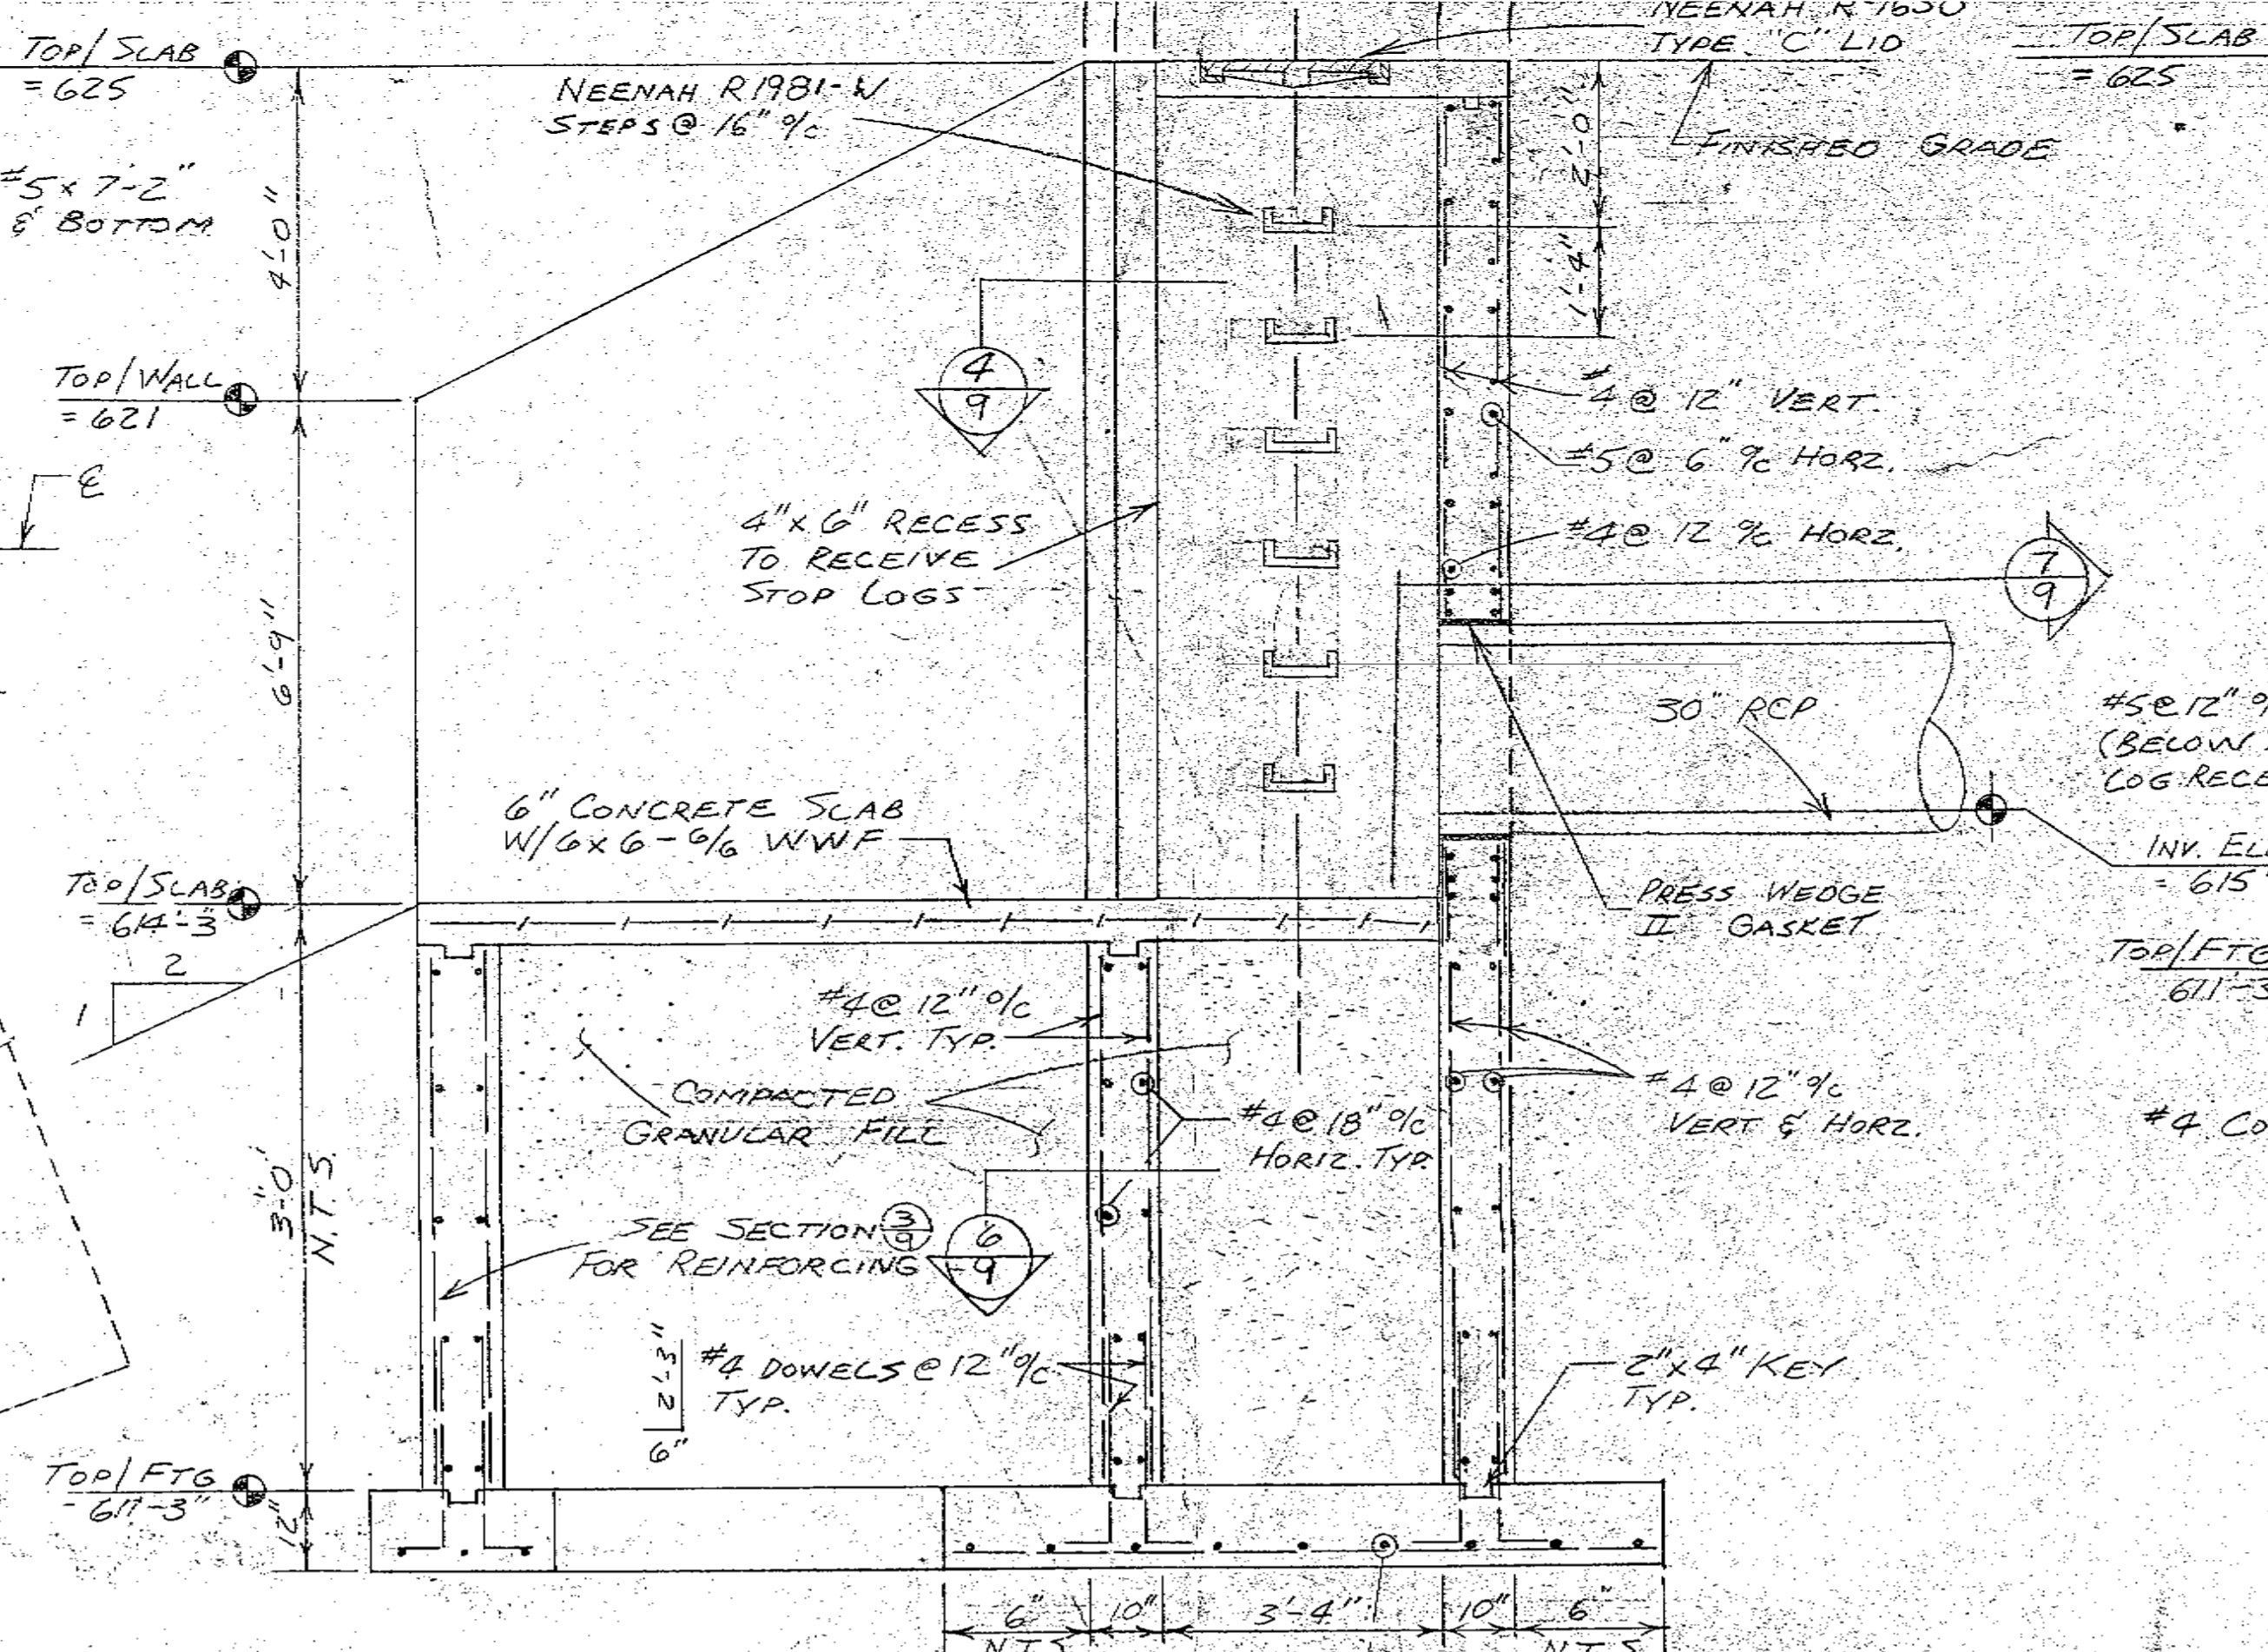 TOP/SLAB
= 625
#5 x 7'-2"
& BOTTOM
4'-0"
TOP/WALL
= 621
6'-9"
TOP/SLAB
= 614'-3"
2
1
3'-0"
N.T.S.
TOP/FTG
= 611'-3"
12"
NEENAH R1981-W
STEPS @ 16" o/c
NEENAH R-1650
TYPE "C" LID
TOP/SLAB
= 625
FINISHED GRADE
2'-0"
1'-4"
4
9
4"x 6" RECESS
TO RECEIVE
STOP LOGS
#4 @ 12" VERT.
#5 @ 6" o/c HORZ.
#4 @ 12 o/c HORZ.
7
9
30" RCP
#5 @ 12"
(BELOW
LOG
INV.
= 615
6" CONCRETE SLAB
W/6 x 6 - 6/6 WWF
PRESS WEDGE
II GASKET
TOP/FTG
611'-3
#4 @ 12" o/c
VERT. TYP.
COMPACTED
GRANULAR FILL
#4 @ 18" o/c
HORIZ. TYP.
#4 @ 12" o/c
VERT & HORZ.
#4
SEE SECTION 3/9
FOR REINFORCING
6
9
2'-3"
6"
#4 DOWELS @ 12" o/c
TYP.
2"x 4" KEY
TYP.
6" 10" 3'-4" 10" 6"
N.T.S. N.T.S.